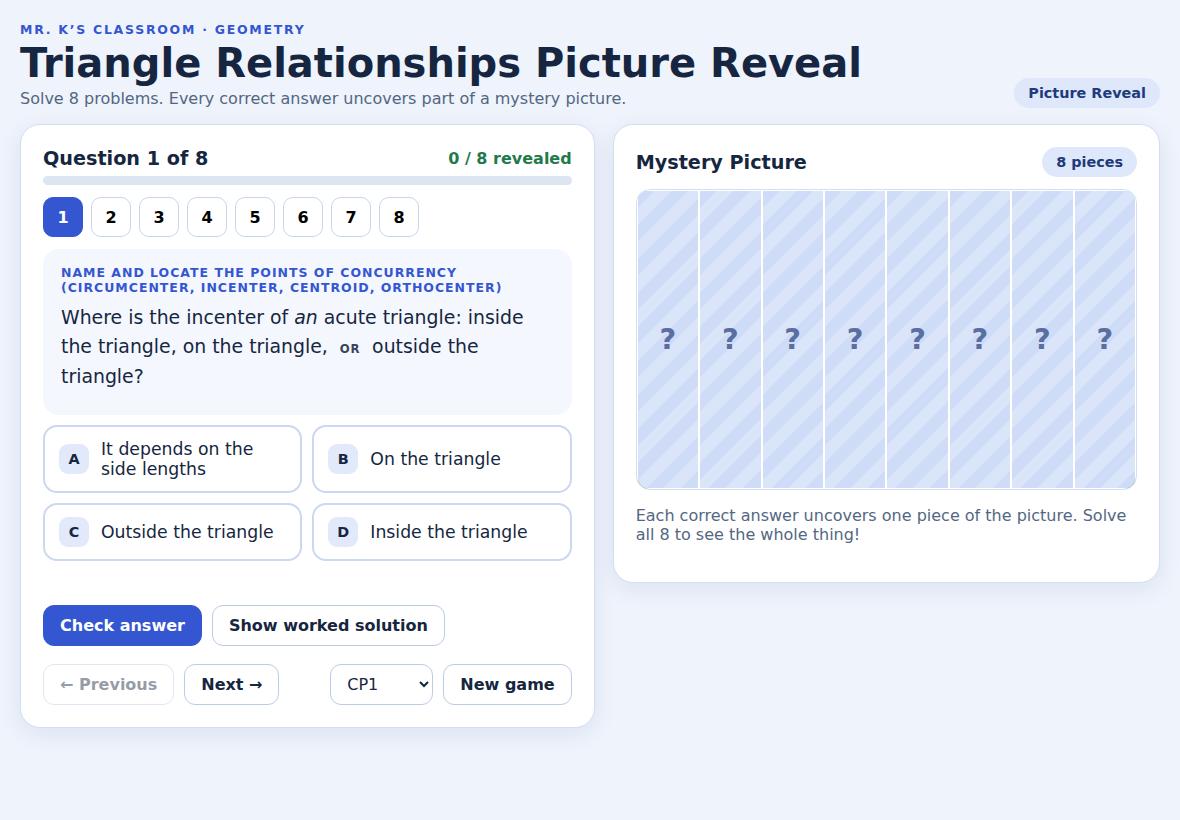 MR. K’S CLASSROOM · GEOMETRY
Triangle Relationships Picture Reveal
Solve 8 problems. Every correct answer uncovers part of a mystery picture.
Picture Reveal
Question 1 of 8
0 / 8 revealed
1 2 3 4 5 6 7 8
NAME AND LOCATE THE POINTS OF CONCURRENCY
(CIRCUMCENTER, INCENTER, CENTROID, ORTHOCENTER)
Where is the incenter of an acute triangle: inside
the triangle, on the triangle, OR outside the
triangle?
A It depends on the
side lengths
B On the triangle
C Outside the triangle
D Inside the triangle
Check answer
Show worked solution
← Previous
Next →
CP1
New game
Mystery Picture
8 pieces
? ? ? ? ? ? ? ?
Each correct answer uncovers one piece of the picture. Solve
all 8 to see the whole thing!